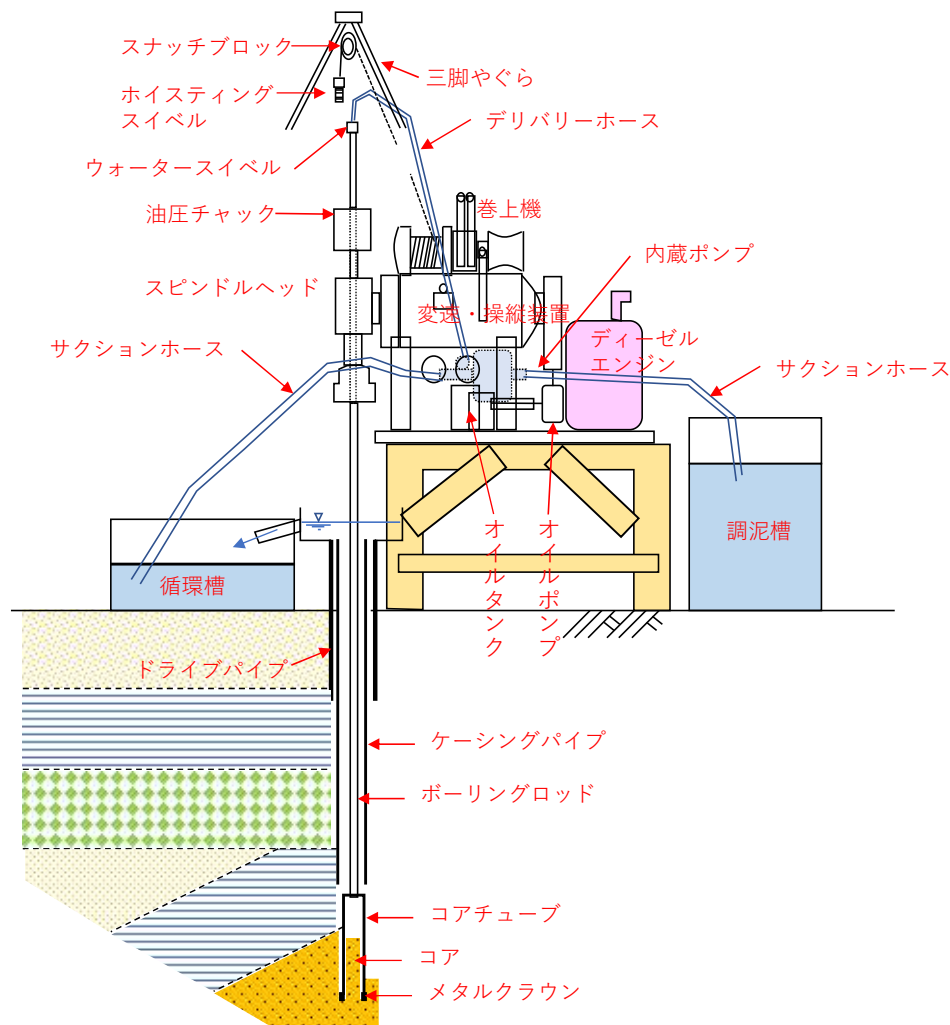 スナッチブロック
三脚やぐら
ホイスティング
スイベル
デリバリーホース
ウォータースイベル
油圧チャック
巻上機
内蔵ポンプ
スピンドルヘッド
変速・操縦装置
ディーゼル
エンジン
サクションホース
サクションホース
オイルタンク
オイルポンプ
調泥槽
循環槽
ドライブパイプ
ケーシングパイプ
ボーリングロッド
コアチューブ
コア
メタルクラウン